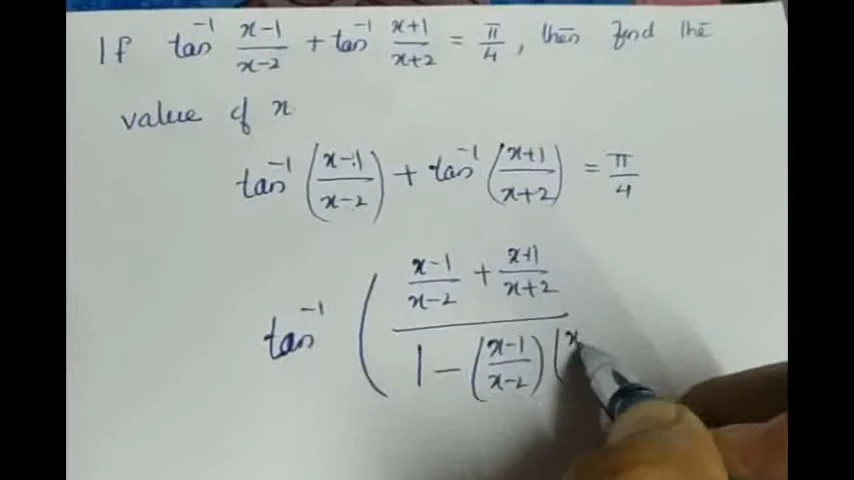 If tan⁻¹ (x-1)/(x-2) + tan⁻¹ (x+1)/(x+2) = π/4, then find the
value of x
tan⁻¹ ((x-1)/(x-2)) + tan⁻¹ ((x+1)/(x+2)) = π/4
tan⁻¹ ( ((x-1)/(x-2) + (x+1)/(x+2)) / (1 - ((x-1)/(x-2)) (x